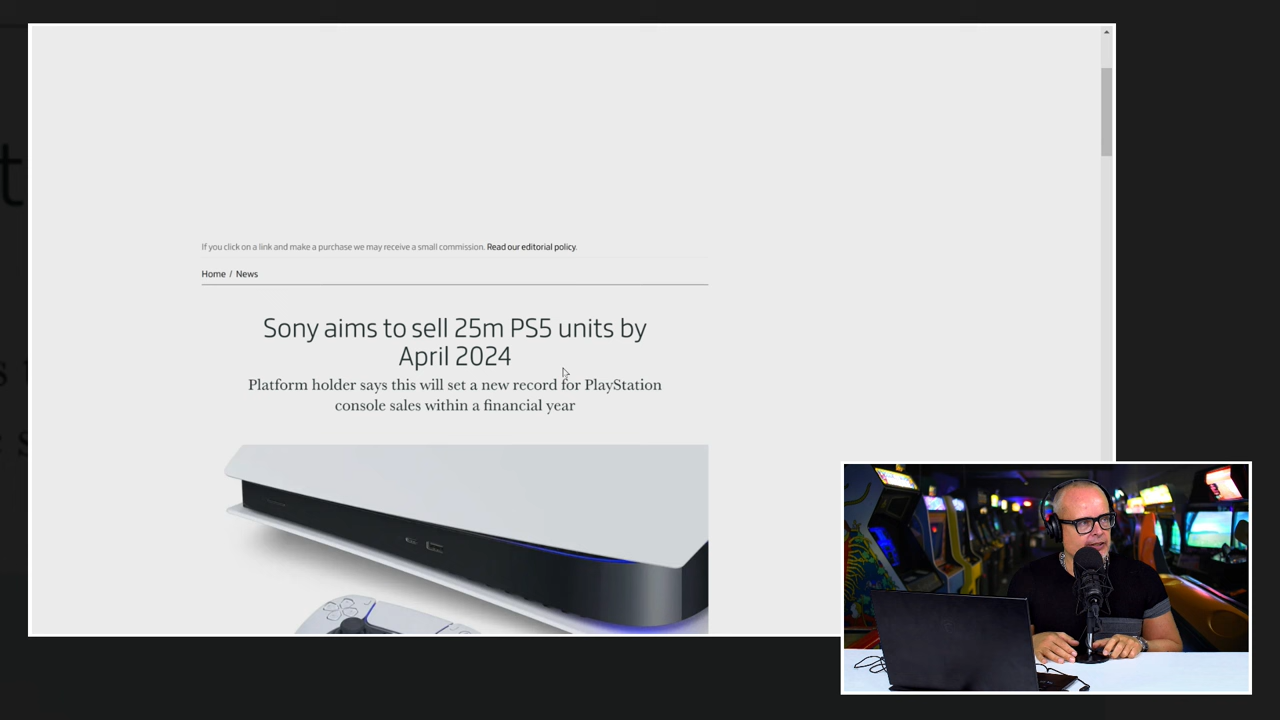 If you click on a link and make a purchase we may receive a small commission. Read our editorial policy.
Home / News
Sony aims to sell 25m PS5 units by
April 2024
Platform holder says this will set a new record for PlayStation
console sales within a financial year